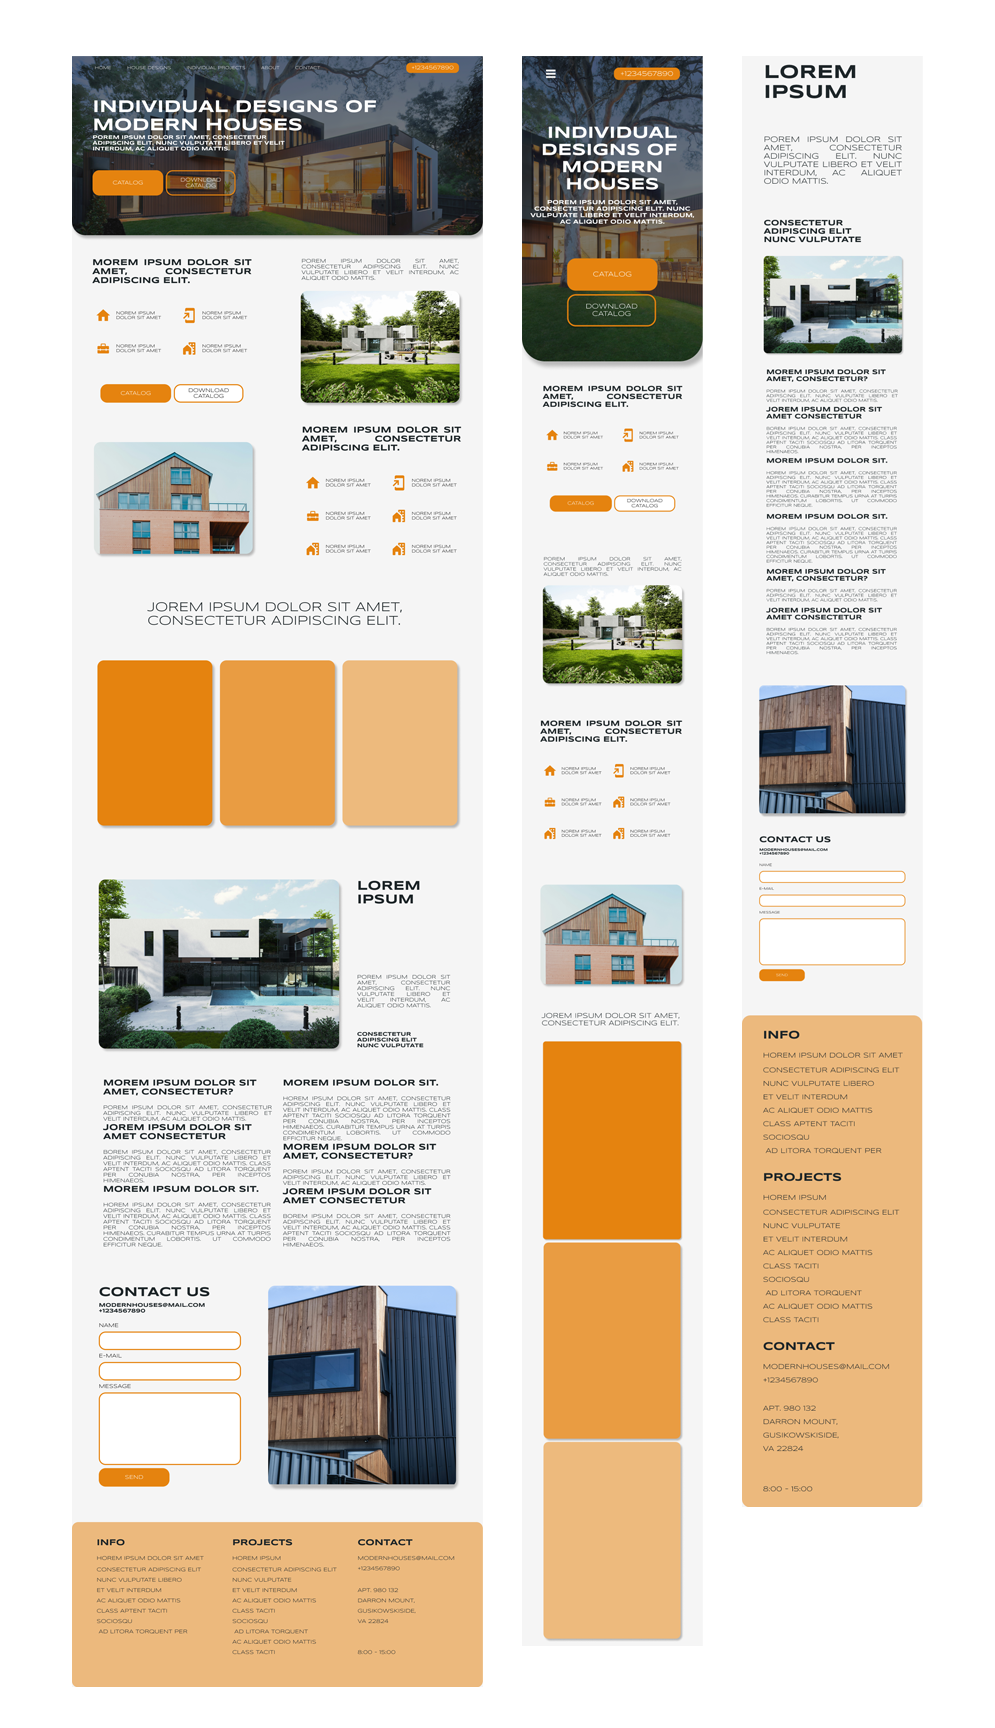 HOME HOUSE DESIGNS INDIVIDUAL PROJECTS ABOUT CONTACT +1234567890
INDIVIDUAL DESIGNS OF
MODERN HOUSES
POREM IPSUM DOLOR SIT AMET, CONSECTETUR
ADIPISCING ELIT. NUNC VULPUTATE LIBERO ET VELIT
INTERDUM, AC ALIQUET ODIO MATTIS.
CATALOG
DOWNLOAD
CATALOG
MOREM IPSUM DOLOR SIT
AMET, CONSECTETUR
ADIPISCING ELIT.
NOREM IPSUM
DOLOR SIT AMET
NOREM IPSUM
DOLOR SIT AMET
NOREM IPSUM
DOLOR SIT AMET
NOREM IPSUM
DOLOR SIT AMET
CATALOG
DOWNLOAD
CATALOG
POREM IPSUM DOLOR SIT AMET,
CONSECTETUR ADIPISCING ELIT. NUNC
VULPUTATE LIBERO ET VELIT INTERDUM, AC
ALIQUET ODIO MATTIS.
MOREM IPSUM DOLOR SIT
AMET, CONSECTETUR
ADIPISCING ELIT.
NOREM IPSUM
DOLOR SIT AMET
NOREM IPSUM
DOLOR SIT AMET
NOREM IPSUM
DOLOR SIT AMET
NOREM IPSUM
DOLOR SIT AMET
NOREM IPSUM
DOLOR SIT AMET
NOREM IPSUM
DOLOR SIT AMET
JOREM IPSUM DOLOR SIT AMET,
CONSECTETUR ADIPISCING ELIT.
LOREM
IPSUM
POREM IPSUM DOLOR SIT
AMET, CONSECTETUR
ADIPISCING ELIT. NUNC
VULPUTATE LIBERO ET
VELIT INTERDUM, AC
ALIQUET ODIO MATTIS.
CONSECTETUR
ADIPISCING ELIT
NUNC VULPUTATE
MOREM IPSUM DOLOR SIT
AMET, CONSECTETUR?
POREM IPSUM DOLOR SIT AMET, CONSECTETUR
ADIPISCING ELIT. NUNC VULPUTATE LIBERO ET
VELIT INTERDUM, AC ALIQUET ODIO MATTIS.
JOREM IPSUM DOLOR SIT
AMET CONSECTETUR
BOREM IPSUM DOLOR SIT AMET, CONSECTETUR
ADIPISCING ELIT. NUNC VULPUTATE LIBERO ET
VELIT INTERDUM, AC ALIQUET ODIO MATTIS. CLASS
APTENT TACITI SOCIOSQU AD LITORA TORQUENT
PER CONUBIA NOSTRA, PER INCEPTOS
HIMENAEOS.
MOREM IPSUM DOLOR SIT.
HOREM IPSUM DOLOR SIT AMET, CONSECTETUR
ADIPISCING ELIT. NUNC VULPUTATE LIBERO ET
VELIT INTERDUM, AC ALIQUET ODIO MATTIS. CLASS
APTENT TACITI SOCIOSQU AD LITORA TORQUENT
PER CONUBIA NOSTRA, PER INCEPTOS
HIMENAEOS. CURABITUR TEMPUS URNA AT TURPIS
CONDIMENTUM LOBORTIS. UT COMMODO
EFFICITUR NEQUE.
MOREM IPSUM DOLOR SIT.
HOREM IPSUM DOLOR SIT AMET, CONSECTETUR
ADIPISCING ELIT. NUNC VULPUTATE LIBERO ET
VELIT INTERDUM, AC ALIQUET ODIO MATTIS. CLASS
APTENT TACITI SOCIOSQU AD LITORA TORQUENT
PER CONUBIA NOSTRA, PER INCEPTOS
HIMENAEOS. CURABITUR TEMPUS URNA AT TURPIS
CONDIMENTUM LOBORTIS. UT COMMODO
EFFICITUR NEQUE.
MOREM IPSUM DOLOR SIT
AMET, CONSECTETUR?
POREM IPSUM DOLOR SIT AMET, CONSECTETUR
ADIPISCING ELIT. NUNC VULPUTATE LIBERO ET
VELIT INTERDUM, AC ALIQUET ODIO MATTIS.
JOREM IPSUM DOLOR SIT
AMET CONSECTETUR
BOREM IPSUM DOLOR SIT AMET, CONSECTETUR
ADIPISCING ELIT. NUNC VULPUTATE LIBERO ET
VELIT INTERDUM, AC ALIQUET ODIO MATTIS. CLASS
APTENT TACITI SOCIOSQU AD LITORA TORQUENT
PER CONUBIA NOSTRA, PER INCEPTOS
HIMENAEOS.
CONTACT US
MODERNHOUSES@MAIL.COM
+1234567890
NAME
E-MAIL
MESSAGE
SEND
INFO
HOREM IPSUM DOLOR SIT AMET
CONSECTETUR ADIPISCING ELIT
NUNC VULPUTATE LIBERO
ET VELIT INTERDUM
AC ALIQUET ODIO MATTIS
CLASS APTENT TACITI
SOCIOSQU
AD LITORA TORQUENT PER
PROJECTS
HOREM IPSUM
CONSECTETUR ADIPISCING ELIT
NUNC VULPUTATE
ET VELIT INTERDUM
AC ALIQUET ODIO MATTIS
CLASS TACITI
SOCIOSQU
AD LITORA TORQUENT
AC ALIQUET ODIO MATTIS
CLASS TACITI
CONTACT
MODERNHOUSES@MAIL.COM
+1234567890
APT. 980 132
DARRON MOUNT,
GUSIKOWSKISIDE,
VA 22824
8:00 - 15:00
+1234567890
INDIVIDUAL
DESIGNS OF
MODERN
HOUSES
POREM IPSUM DOLOR SIT AMET,
CONSECTETUR ADIPISCING ELIT. NUNC
VULPUTATE LIBERO ET VELIT INTERDUM,
AC ALIQUET ODIO MATTIS.
CATALOG
DOWNLOAD
CATALOG
MOREM IPSUM DOLOR SIT
AMET, CONSECTETUR
ADIPISCING ELIT.
NOREM IPSUM
DOLOR SIT AMET
NOREM IPSUM
DOLOR SIT AMET
NOREM IPSUM
DOLOR SIT AMET
NOREM IPSUM
DOLOR SIT AMET
CATALOG
DOWNLOAD
CATALOG
POREM IPSUM DOLOR SIT AMET,
CONSECTETUR ADIPISCING ELIT. NUNC
VULPUTATE LIBERO ET VELIT INTERDUM, AC
ALIQUET ODIO MATTIS.
MOREM IPSUM DOLOR SIT
AMET, CONSECTETUR
ADIPISCING ELIT.
NOREM IPSUM
DOLOR SIT AMET
NOREM IPSUM
DOLOR SIT AMET
NOREM IPSUM
DOLOR SIT AMET
NOREM IPSUM
DOLOR SIT AMET
NOREM IPSUM
DOLOR SIT AMET
NOREM IPSUM
DOLOR SIT AMET
JOREM IPSUM DOLOR SIT AMET,
CONSECTETUR ADIPISCING ELIT.
LOREM
IPSUM
POREM IPSUM DOLOR SIT
AMET, CONSECTETUR
ADIPISCING ELIT. NUNC
VULPUTATE LIBERO ET VELIT
INTERDUM, AC ALIQUET
ODIO MATTIS.
CONSECTETUR
ADIPISCING ELIT
NUNC VULPUTATE
MOREM IPSUM DOLOR SIT
AMET, CONSECTETUR?
POREM IPSUM DOLOR SIT AMET, CONSECTETUR
ADIPISCING ELIT. NUNC VULPUTATE LIBERO ET
VELIT INTERDUM, AC ALIQUET ODIO MATTIS.
JOREM IPSUM DOLOR SIT
AMET CONSECTETUR
BOREM IPSUM DOLOR SIT AMET, CONSECTETUR
ADIPISCING ELIT. NUNC VULPUTATE LIBERO ET
VELIT INTERDUM, AC ALIQUET ODIO MATTIS. CLASS
APTENT TACITI SOCIOSQU AD LITORA TORQUENT
PER CONUBIA NOSTRA, PER INCEPTOS
HIMENAEOS.
MOREM IPSUM DOLOR SIT.
HOREM IPSUM DOLOR SIT AMET, CONSECTETUR
ADIPISCING ELIT. NUNC VULPUTATE LIBERO ET
VELIT INTERDUM, AC ALIQUET ODIO MATTIS. CLASS
APTENT TACITI SOCIOSQU AD LITORA TORQUENT
PER CONUBIA NOSTRA, PER INCEPTOS
HIMENAEOS. CURABITUR TEMPUS URNA AT TURPIS
CONDIMENTUM LOBORTIS. UT COMMODO
EFFICITUR NEQUE.
MOREM IPSUM DOLOR SIT.
HOREM IPSUM DOLOR SIT AMET, CONSECTETUR
ADIPISCING ELIT. NUNC VULPUTATE LIBERO ET
VELIT INTERDUM, AC ALIQUET ODIO MATTIS. CLASS
APTENT TACITI SOCIOSQU AD LITORA TORQUENT
PER CONUBIA NOSTRA, PER INCEPTOS
HIMENAEOS. CURABITUR TEMPUS URNA AT TURPIS
CONDIMENTUM LOBORTIS. UT COMMODO
EFFICITUR NEQUE.
MOREM IPSUM DOLOR SIT
AMET, CONSECTETUR?
POREM IPSUM DOLOR SIT AMET, CONSECTETUR
ADIPISCING ELIT. NUNC VULPUTATE LIBERO ET
VELIT INTERDUM, AC ALIQUET ODIO MATTIS.
JOREM IPSUM DOLOR SIT
AMET CONSECTETUR
BOREM IPSUM DOLOR SIT AMET, CONSECTETUR
ADIPISCING ELIT. NUNC VULPUTATE LIBERO ET
VELIT INTERDUM, AC ALIQUET ODIO MATTIS. CLASS
APTENT TACITI SOCIOSQU AD LITORA TORQUENT
PER CONUBIA NOSTRA, PER INCEPTOS
HIMENAEOS.
CONTACT US
MODERNHOUSES@MAIL.COM
+1234567890
NAME
E-MAIL
MESSAGE
SEND
INFO
HOREM IPSUM DOLOR SIT AMET
CONSECTETUR ADIPISCING ELIT
NUNC VULPUTATE LIBERO
ET VELIT INTERDUM
AC ALIQUET ODIO MATTIS
CLASS APTENT TACITI
SOCIOSQU
AD LITORA TORQUENT PER
PROJECTS
HOREM IPSUM
CONSECTETUR ADIPISCING ELIT
NUNC VULPUTATE
ET VELIT INTERDUM
AC ALIQUET ODIO MATTIS
CLASS TACITI
SOCIOSQU
AD LITORA TORQUENT
AC ALIQUET ODIO MATTIS
CLASS TACITI
CONTACT
MODERNHOUSES@MAIL.COM
+1234567890
APT. 980 132
DARRON MOUNT,
GUSIKOWSKISIDE,
VA 22824
8:00 - 15:00